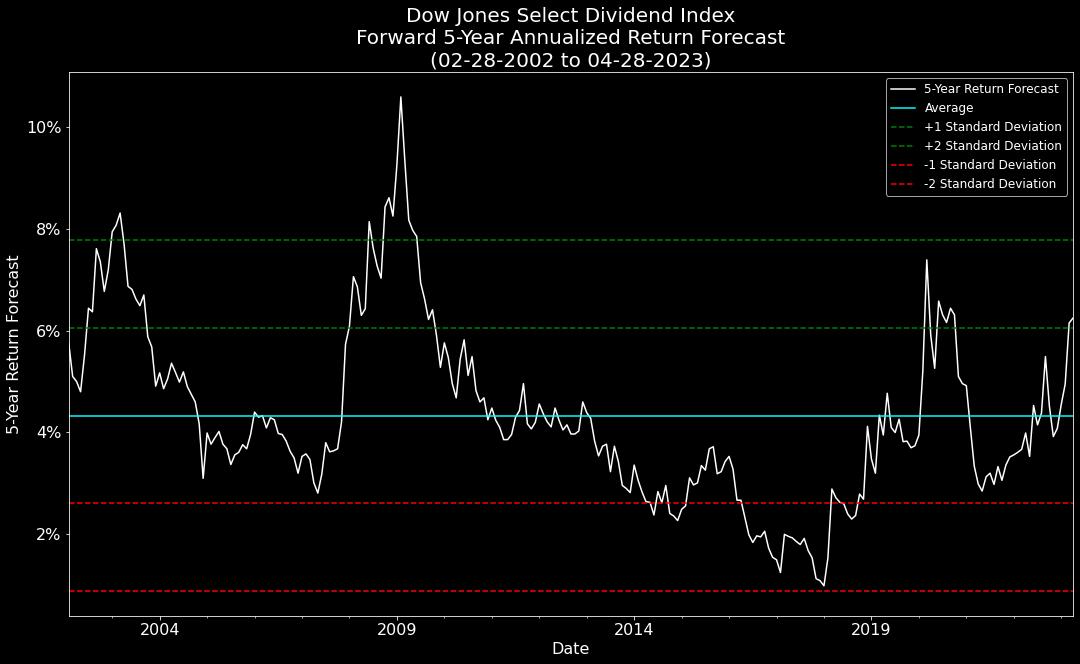 Dow Jones Select Dividend Index
Forward 5-Year Annualized Return Forecast
(02-28-2002 to 04-28-2023)
5-Year Return Forecast
Average
+1 Standard Deviation
+2 Standard Deviation
-1 Standard Deviation
-2 Standard Deviation
5-Year Return Forecast
10%
8%
6%
4%
2%
2004
2009
2014
2019
Date